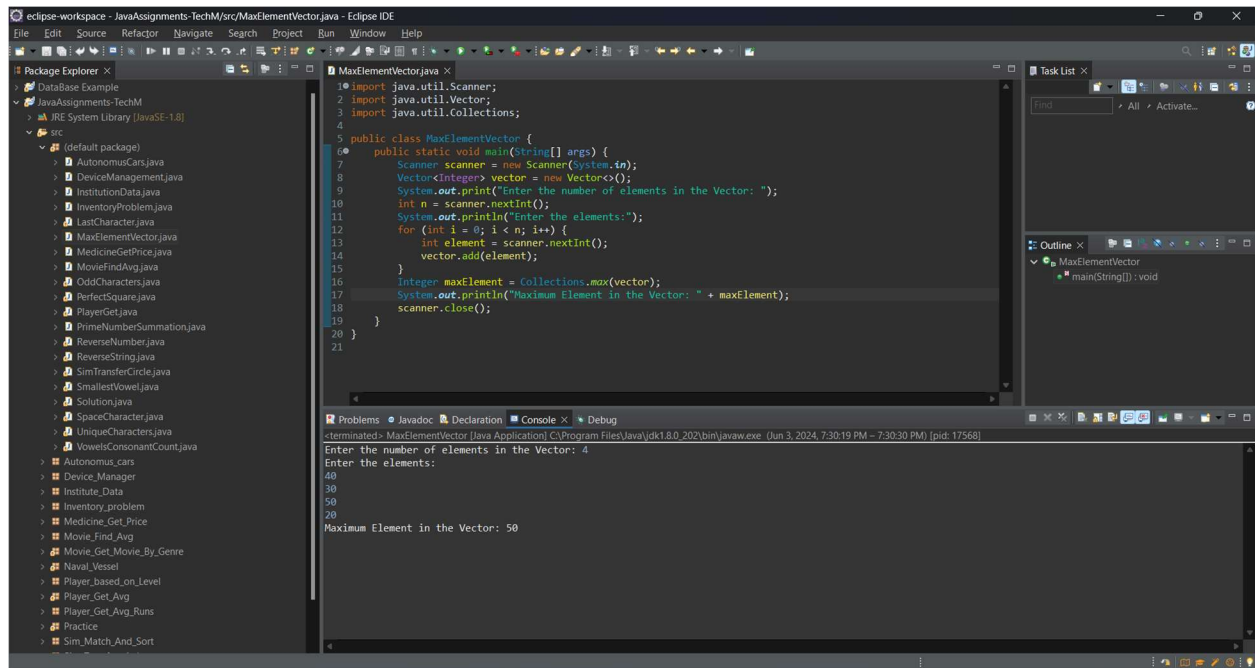 eclipse-workspace - JavaAssignments-TechM/src/MaxElementVector.java - Eclipse IDE
File Edit Source Refactor Navigate Search Project Run Window Help
Package Explorer
DataBase Example
JavaAssignments-TechM
JRE System Library [JavaSE-1.8]
src
(default package)
AutonomusCars.java
DeviceManagement.java
InstitutionData.java
InventoryProblem.java
LastCharacter.java
MaxElementVector.java
MedicineGetPrice.java
MovieFindAvg.java
OddCharacters.java
PerfectSquare.java
PlayerGet.java
PrimeNumberSummation.java
ReverseNumber.java
ReverseString.java
SimTransferCircle.java
SmallestVowel.java
Solution.java
SpaceCharacter.java
UniqueCharacters.java
VowelsConsonantCount.java
Autonomus_cars
Device_Manager
Institute_Data
Inventory_problem
Medicine_Get_Price
Movie_Find_Avg
Movie_Get_Movie_By_Genre
Naval_Vessel
Player_based_on_Level
Player_Get_Avg
Player_Get_Avg_Runs
Practice
Sim_Match_And_Sort
MaxElementVector.java
1 import java.util.Scanner;
2 import java.util.Vector;
3 import java.util.Collections;
4
5 public class MaxElementVector {
6 public static void main(String[] args) {
7 Scanner scanner = new Scanner(System.in);
8 Vector<Integer> vector = new Vector<>();
9 System.out.print("Enter the number of elements in the Vector: ");
10 int n = scanner.nextInt();
11 System.out.println("Enter the elements:");
12 for (int i = 0; i < n; i++) {
13 int element = scanner.nextInt();
14 vector.add(element);
15 }
16 Integer maxElement = Collections.max(vector);
17 System.out.println("Maximum Element in the Vector: " + maxElement);
18 scanner.close();
19 }
20 }
21
Task List
Find All Activate...
Outline
MaxElementVector
main(String[]) : void
Problems Javadoc Declaration Console Debug
<terminated> MaxElementVector [Java Application] C:\Program Files\Java\jdk1.8.0_202\bin\javaw.exe (Jun 3, 2024, 7:30:19 PM – 7:30:30 PM) [pid: 17568]
Enter the number of elements in the Vector: 4
Enter the elements:
40
30
50
20
Maximum Element in the Vector: 50